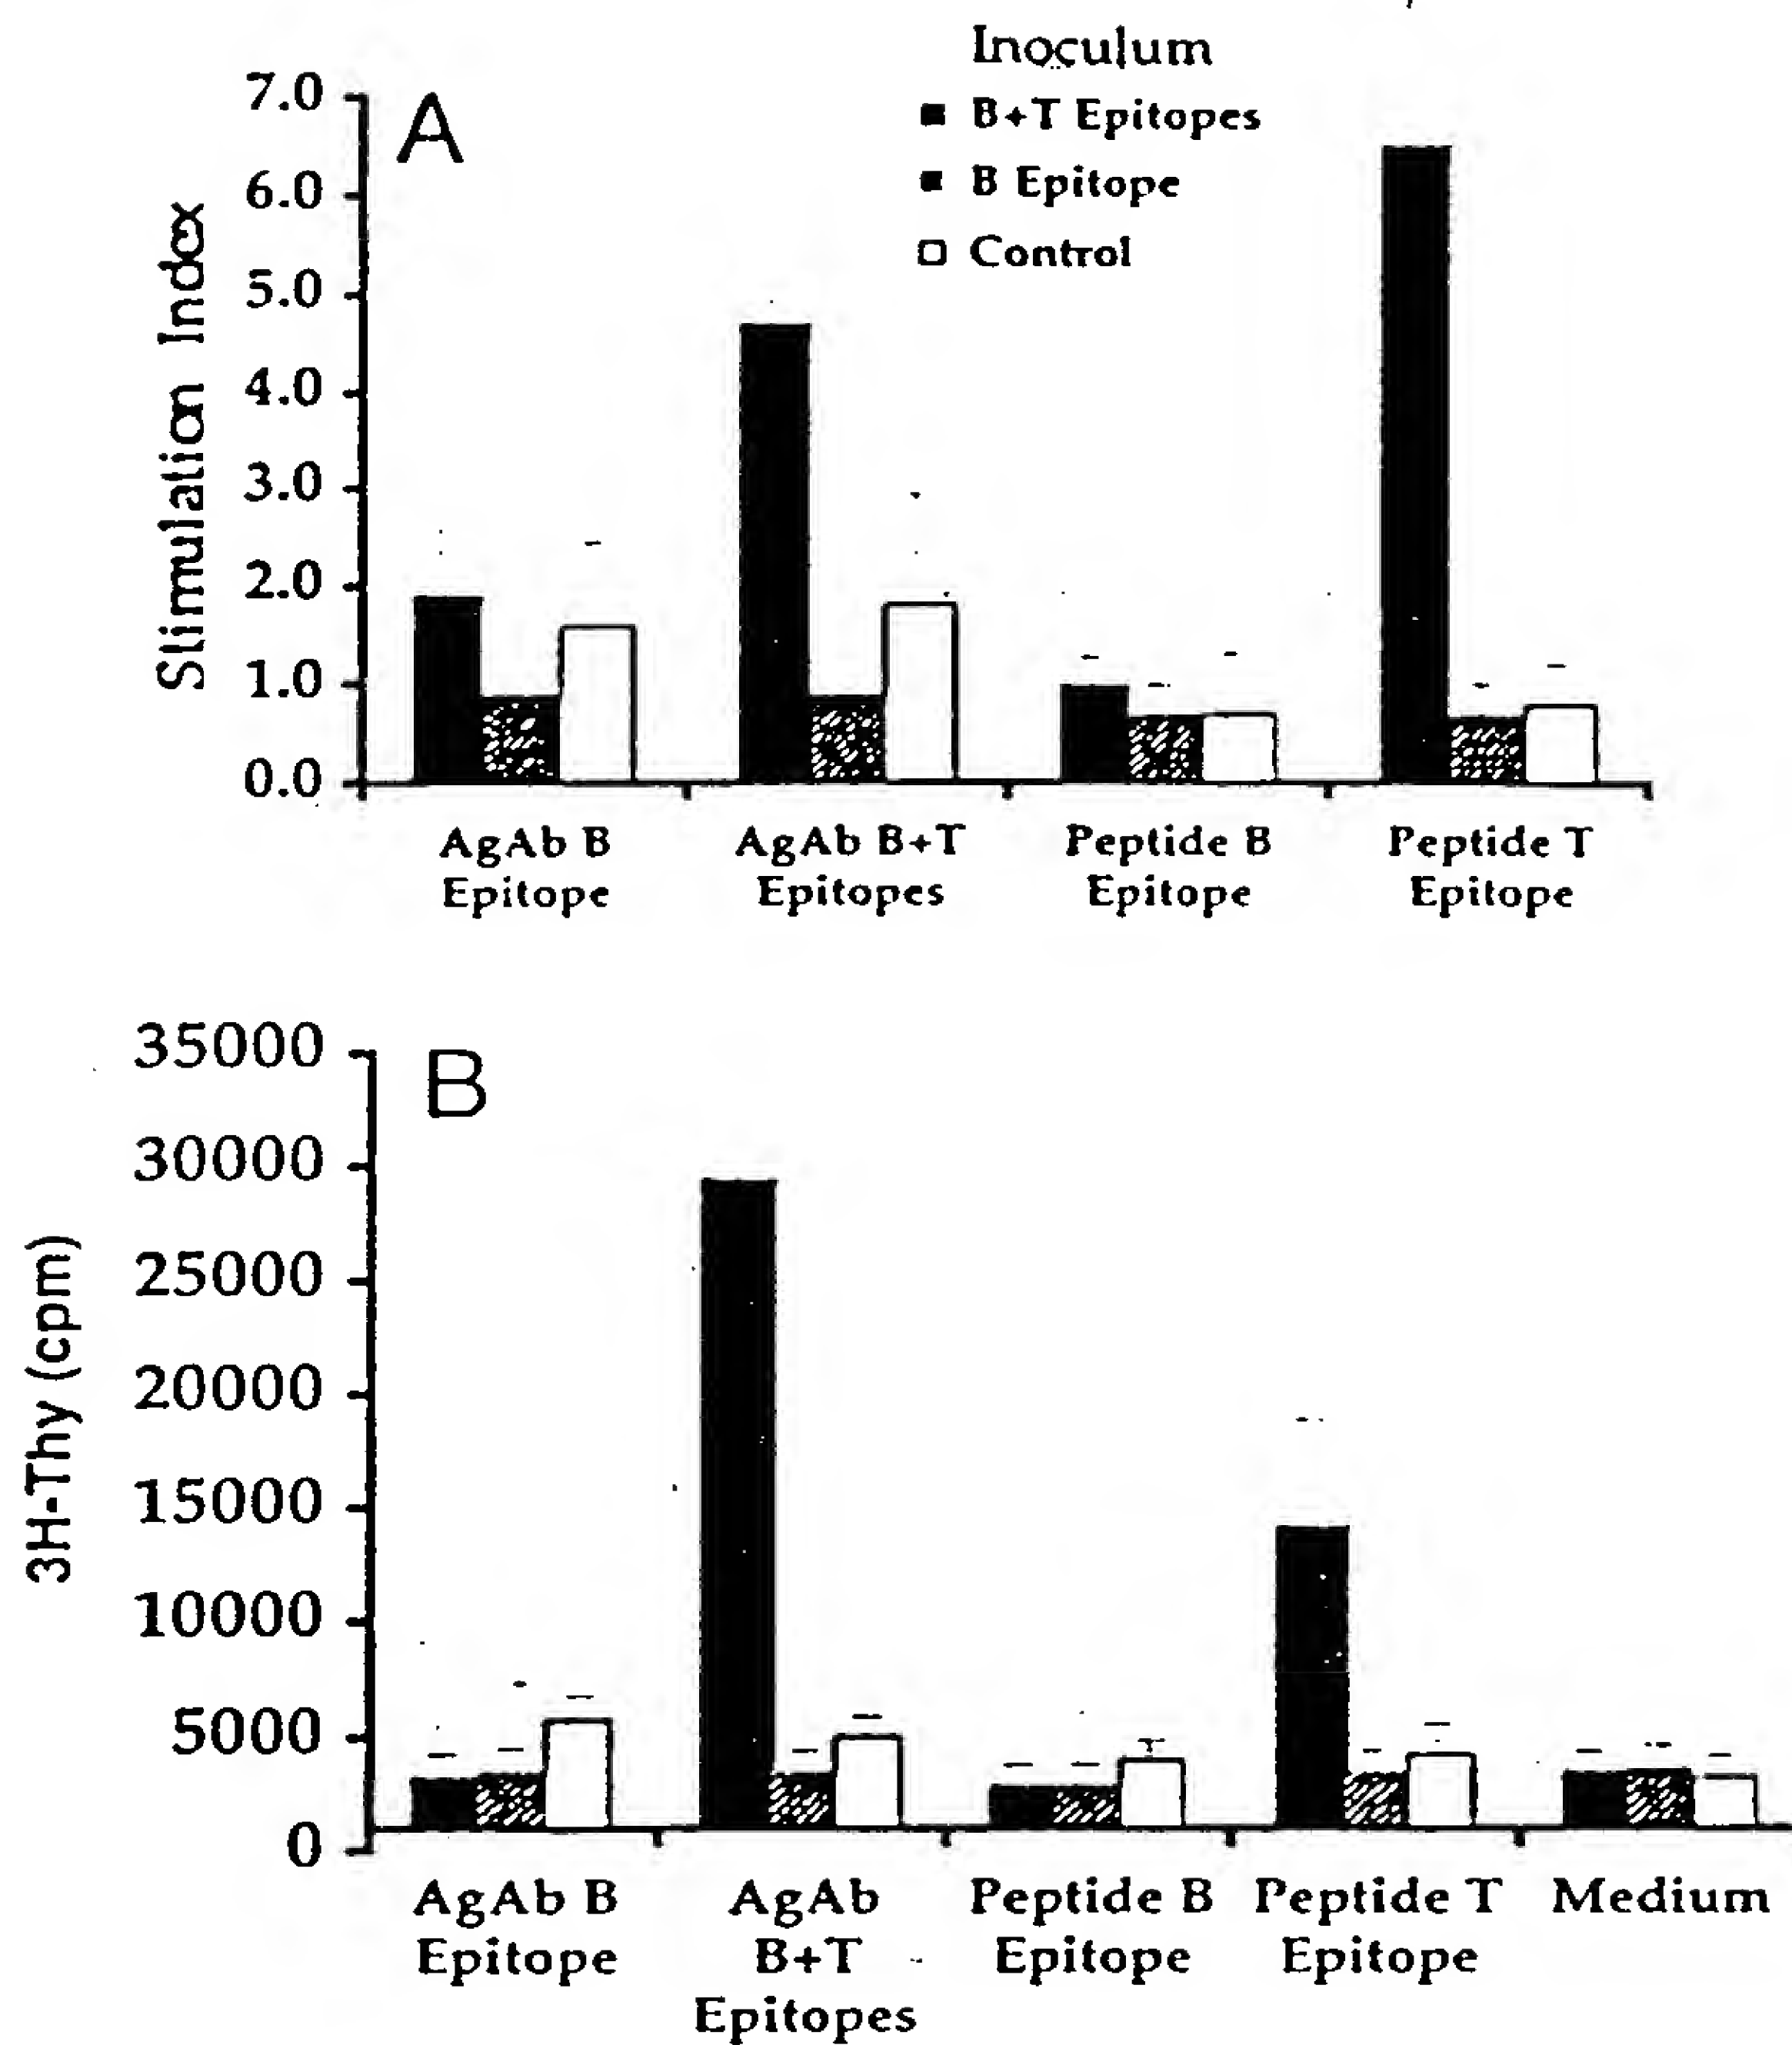 Inoculum
B+T Epitopes
B Epitope
Control
A
7.0
6.0
5.0
4.0
3.0
2.0
1.0
0.0
Stimulation Index
AgAb B
Epitope
AgAb B+T
Epitopes
Peptide B
Epitope
Peptide T
Epitope
B
35000
30000
25000
20000
15000
10000
5000
0
3H-Thy (cpm)
AgAb B
Epitope
AgAb
B+T
Epitopes
Peptide B
Epitope
Peptide T
Epitope
Medium